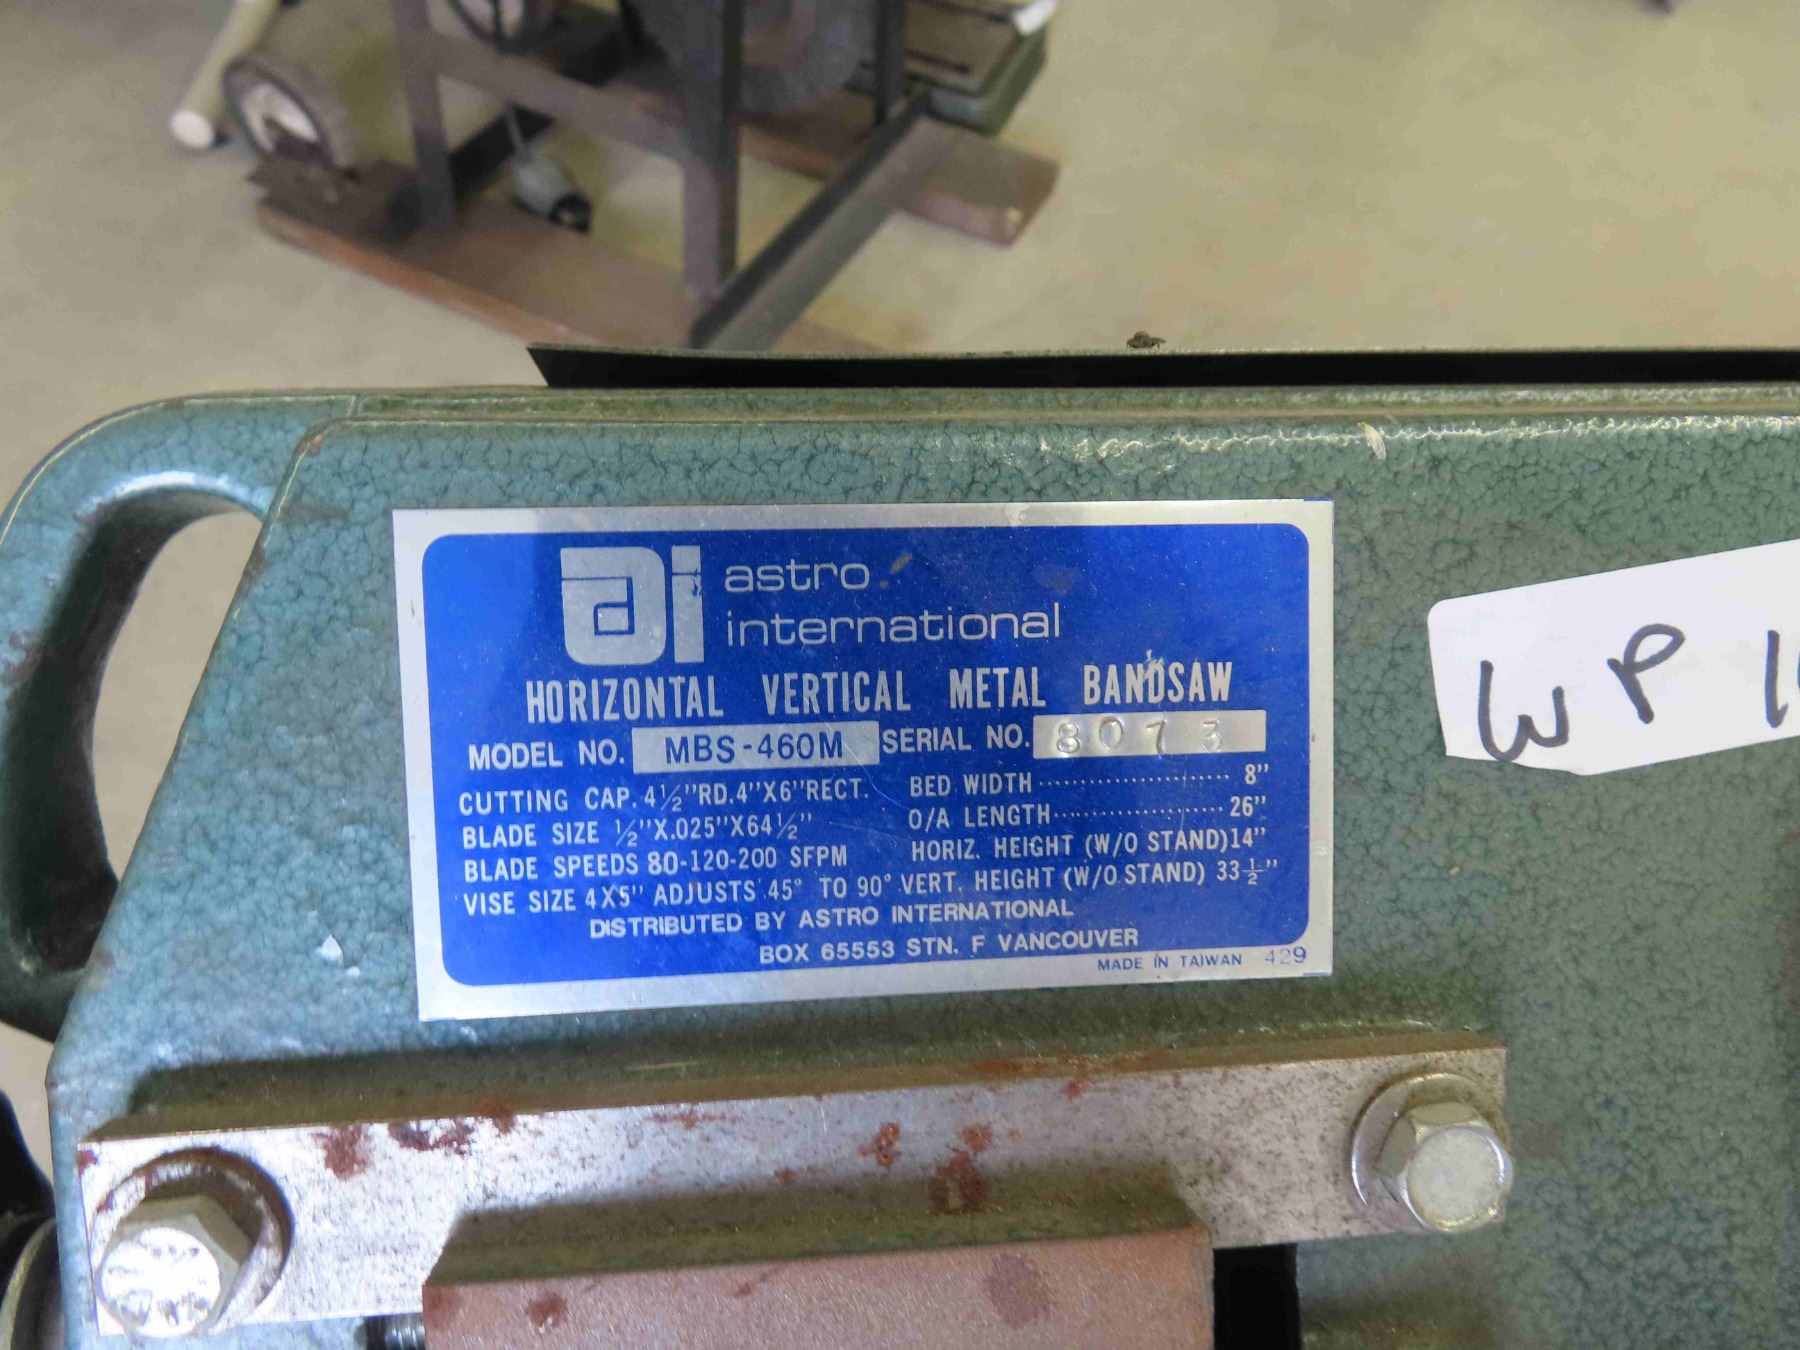 ai astro
international
HORIZONTAL VERTICAL METAL BANDSAW
MODEL NO. MBS-460M SERIAL NO. 8073
CUTTING CAP. 4½"RD.4"X6"RECT. BED WIDTH 8"
BLADE SIZE ½"X.025"X64½" O/A LENGTH 26"
BLADE SPEEDS 80-120-200 SFPM HORIZ. HEIGHT (W/O STAND)14"
VISE SIZE 4X5" ADJUSTS 45° TO 90° VERT. HEIGHT (W/O STAND) 33½"
DISTRIBUTED BY ASTRO INTERNATIONAL
BOX 65553 STN. F VANCOUVER
MADE IN TAIWAN 429
WP 1